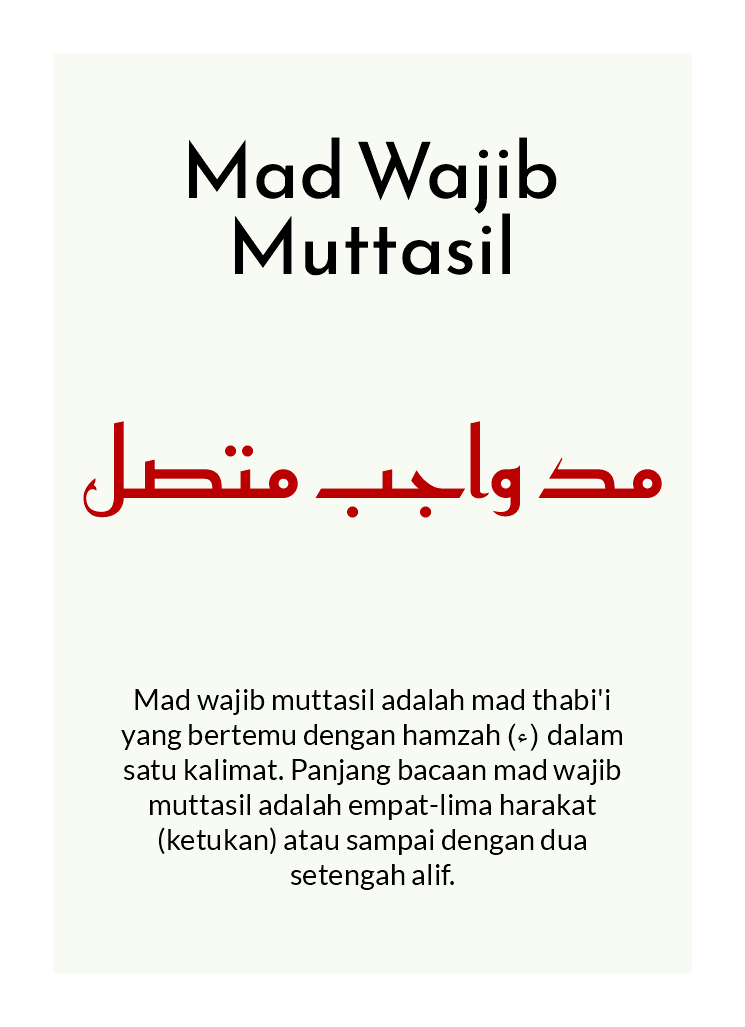 Mad Wajib
Muttasil
مد واجب متصل
Mad wajib muttasil adalah mad thabi'i
yang bertemu dengan hamzah (ء) dalam
satu kalimat. Panjang bacaan mad wajib
muttasil adalah empat-lima harakat
(ketukan) atau sampai dengan dua
setengah alif.